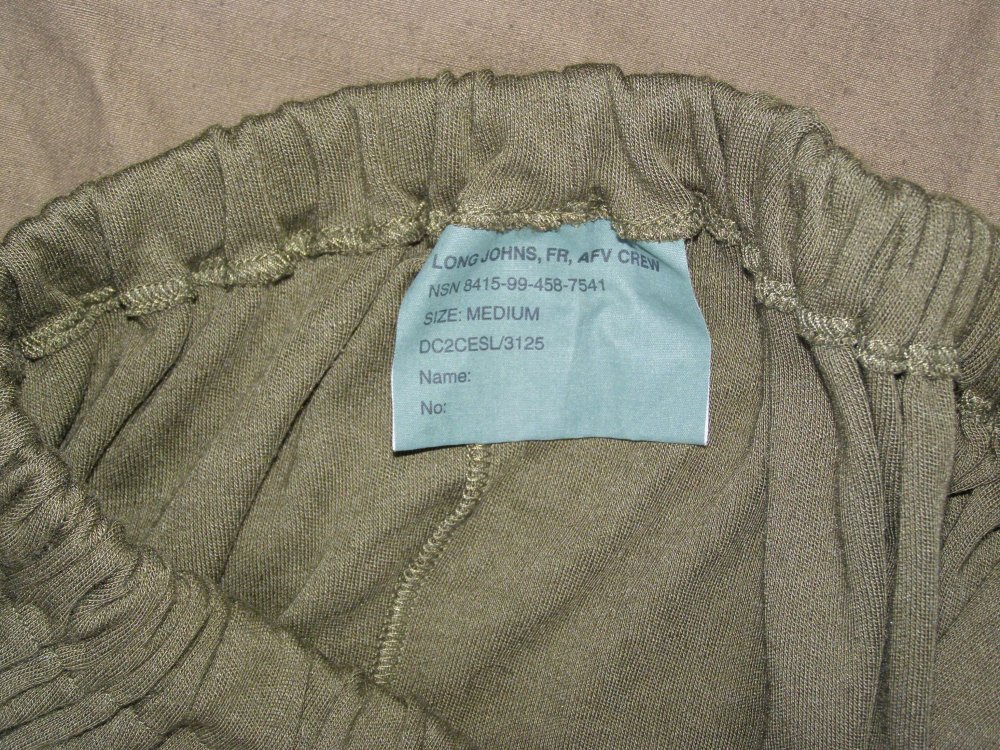 LONG JOHNS, FR, AFV CREW
NSN 8415-99-458-7541
SIZE: MEDIUM
DC2CESL/3125
Name:
No: